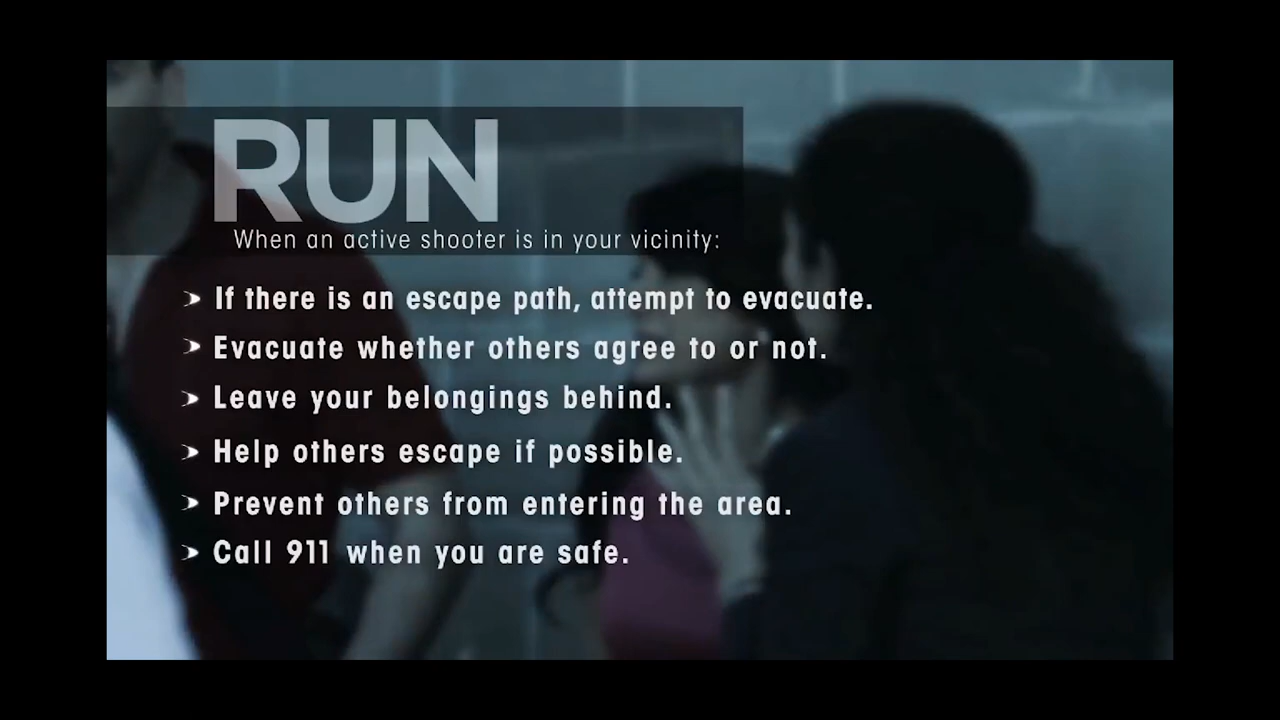 RUN
When an active shooter is in your vicinity:
If there is an escape path, attempt to evacuate.
Evacuate whether others agree to or not.
Leave your belongings behind.
Help others escape if possible.
Prevent others from entering the area.
Call 911 when you are safe.